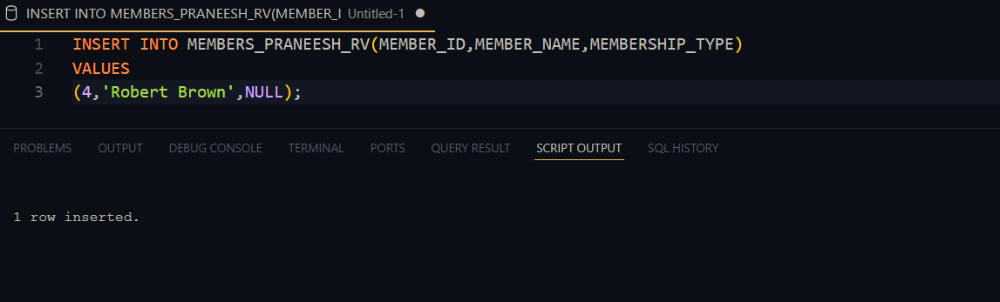 INSERT INTO MEMBERS_PRANEESH_RV(MEMBER_I Untitled-1
1 INSERT INTO MEMBERS_PRANEESH_RV(MEMBER_ID,MEMBER_NAME,MEMBERSHIP_TYPE)
2 VALUES
3 (4,'Robert Brown',NULL);
PROBLEMS OUTPUT DEBUG CONSOLE TERMINAL PORTS QUERY RESULT SCRIPT OUTPUT SQL HISTORY
1 row inserted.